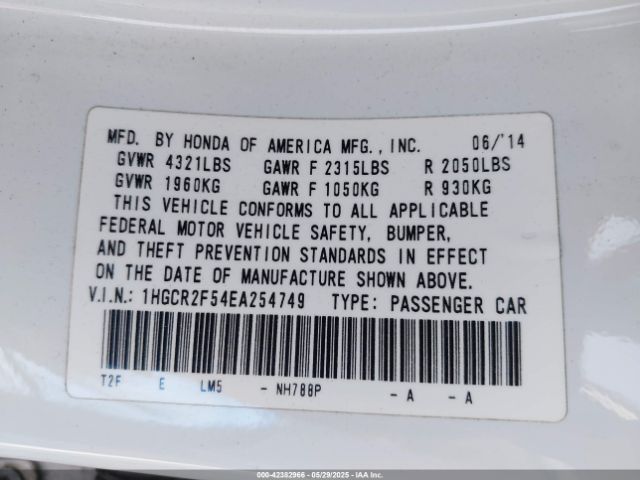 MFD. BY HONDA OF AMERICA MFG., INC. 06/'14
GVWR 4321LBS GAWR F 2315LBS R 2050LBS
GVWR 1960KG GAWR F 1050KG R 930KG
THIS VEHICLE CONFORMS TO ALL APPLICABLE
FEDERAL MOTOR VEHICLE SAFETY, BUMPER,
AND THEFT PREVENTION STANDARDS IN EFFECT
ON THE DATE OF MANUFACTURE SHOWN ABOVE.
V.I.N.: 1HGCR2F54EA254749 TYPE: PASSENGER CAR
T2F E LM5 - NH788P - A - A
00-42382966 - 05/29/2025 - IAA Inc.